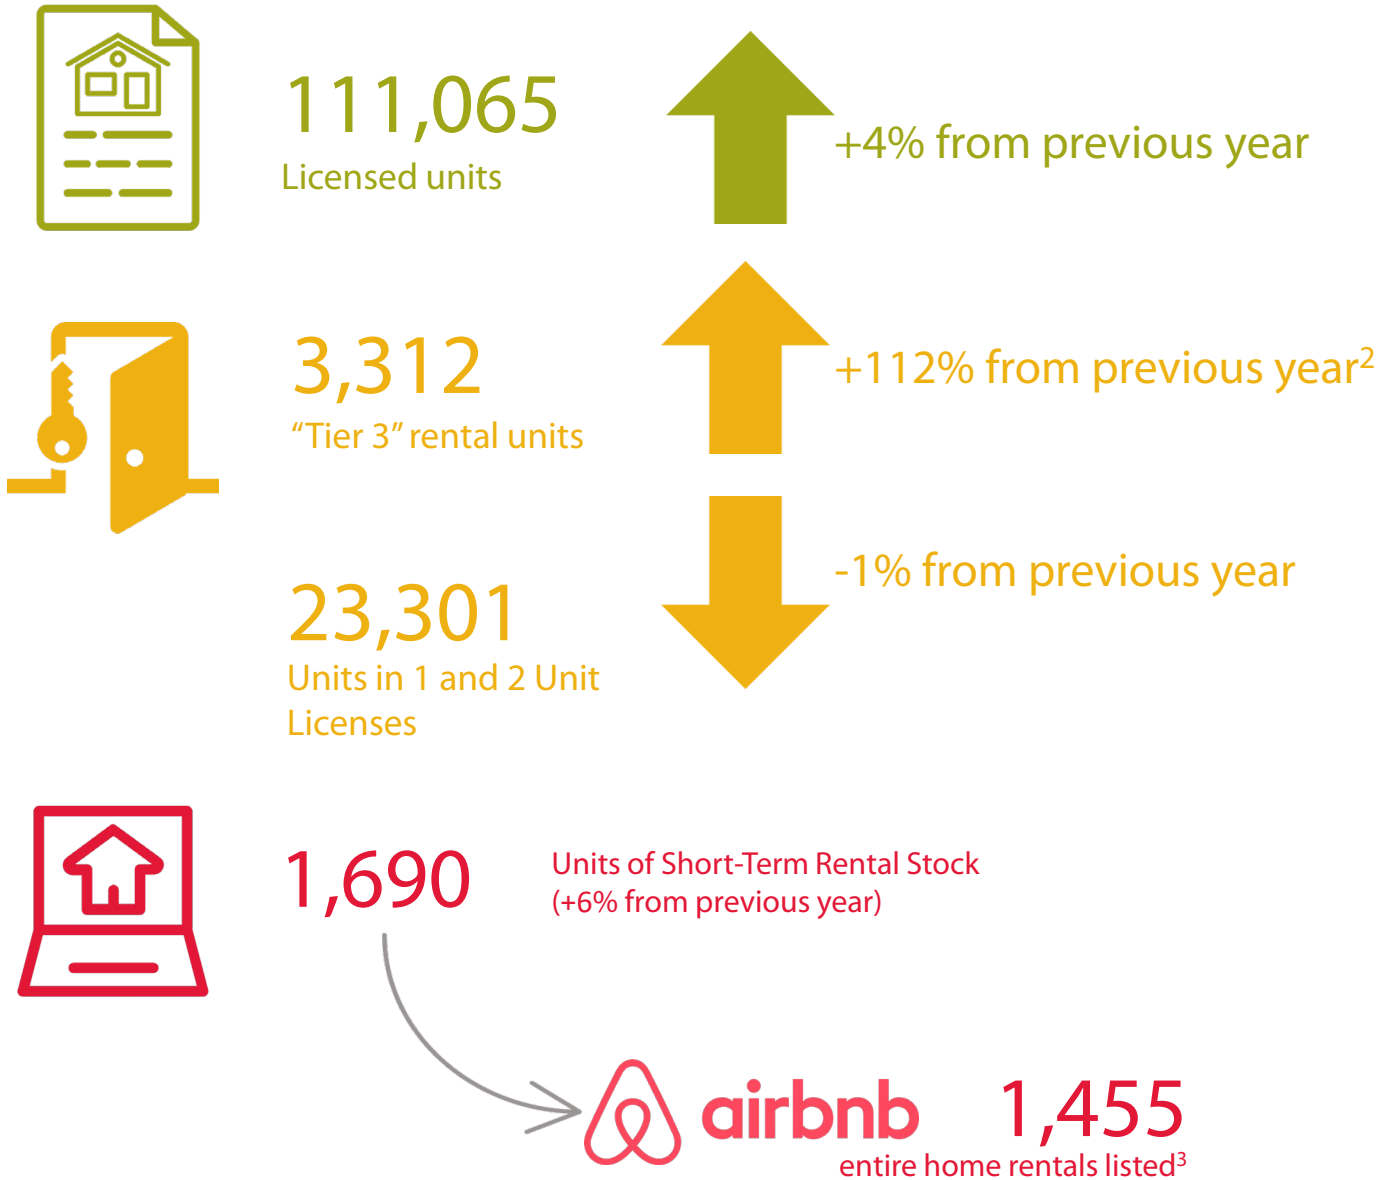 111,065
Licensed units
+4% from previous year
3,312
“Tier 3” rental units
+112% from previous year²
23,301
Units in 1 and 2 Unit
Licenses
-1% from previous year
1,690
Units of Short-Term Rental Stock
(+6% from previous year)
airbnb
1,455
entire home rentals listed³